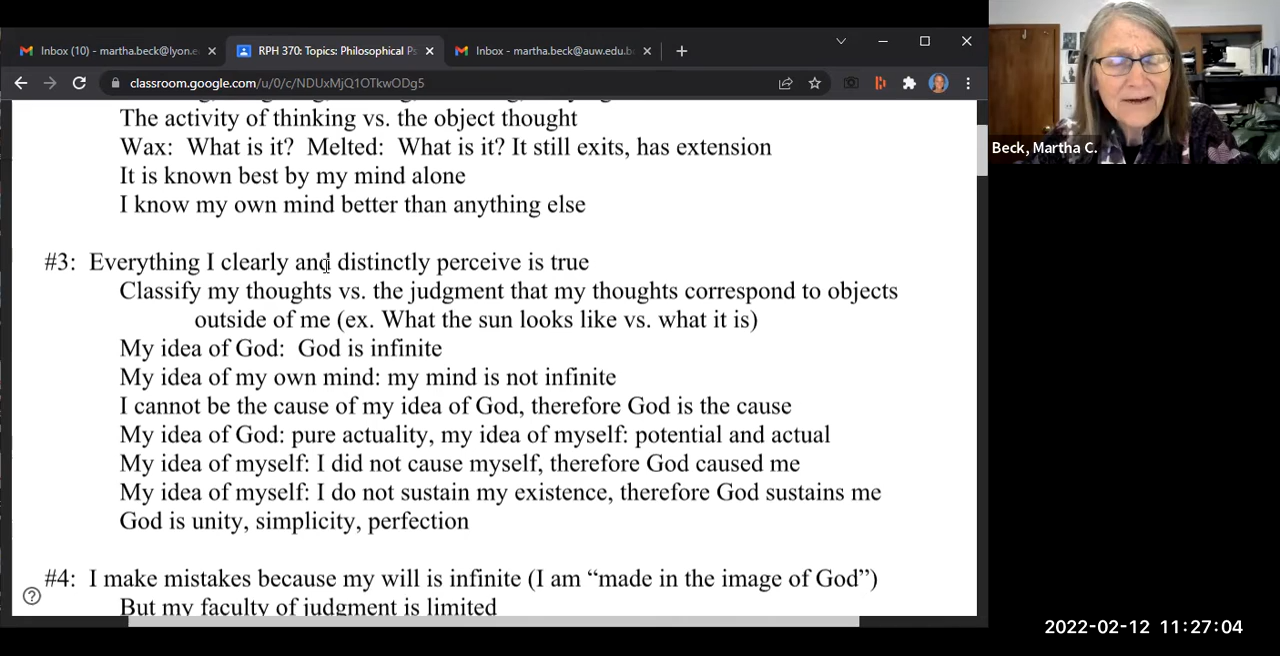 Inbox (10) - martha.beck@lyon.e
RPH 370: Topics: Philosophical Ps
Inbox - martha.beck@auw.edu.b
classroom.google.com/u/0/c/NDUxMjQ1OTkwODg5
The activity of thinking vs. the object thought
Wax: What is it? Melted: What is it? It still exits, has extension
It is known best by my mind alone
I know my own mind better than anything else
#3: Everything I clearly and distinctly perceive is true
Classify my thoughts vs. the judgment that my thoughts correspond to objects
outside of me (ex. What the sun looks like vs. what it is)
My idea of God: God is infinite
My idea of my own mind: my mind is not infinite
I cannot be the cause of my idea of God, therefore God is the cause
My idea of God: pure actuality, my idea of myself: potential and actual
My idea of myself: I did not cause myself, therefore God caused me
My idea of myself: I do not sustain my existence, therefore God sustains me
God is unity, simplicity, perfection
#4: I make mistakes because my will is infinite (I am “made in the image of God”)
But my faculty of judgment is limited
Beck, Martha C.
2022-02-12 11:27:04